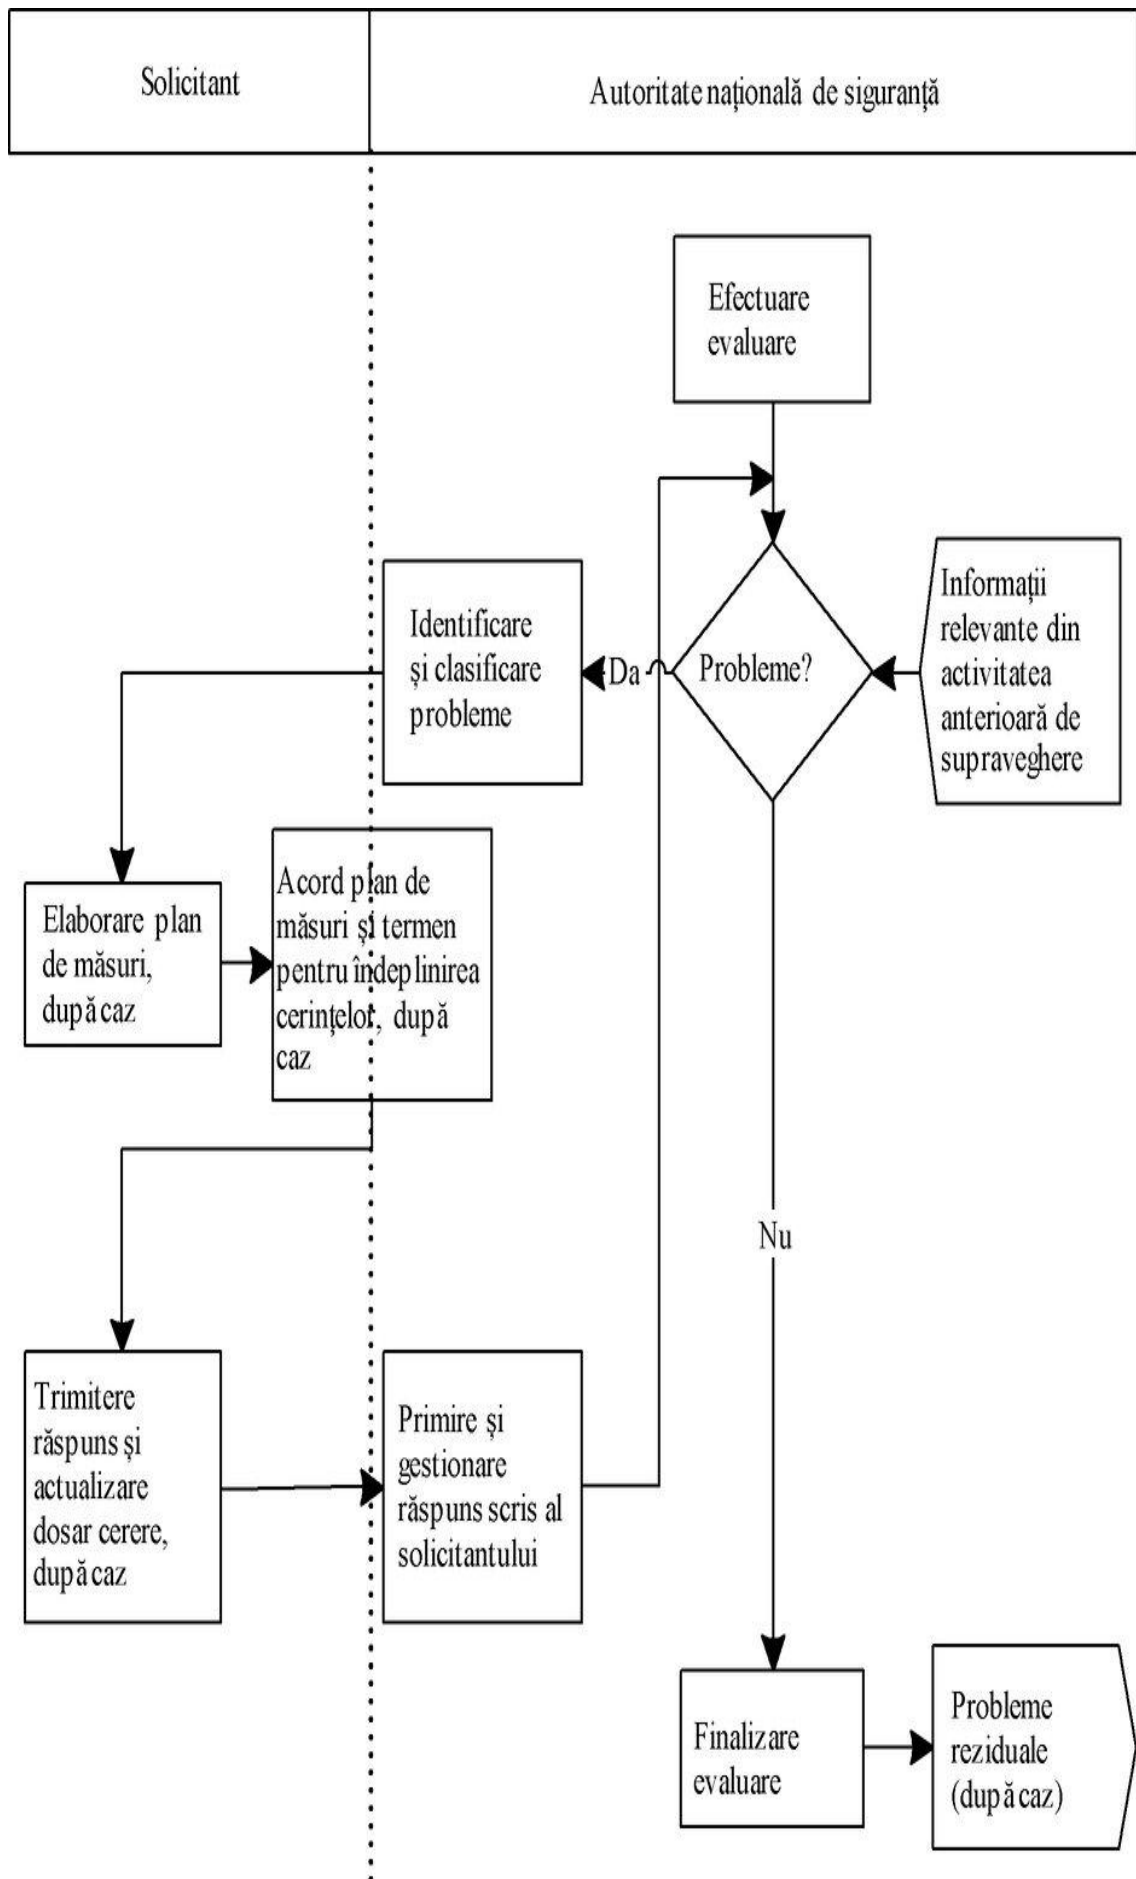 Solicitant
Autoritate națională de siguranță
Efectuare
evaluare
Informații
relevante din
activitatea
anterioară de
supraveghere
Probleme?
Da
Identificare
și clasificare
probleme
Elaborare plan
de măsuri,
după caz
Acord plan de
măsuri și termen
pentru îndeplinirea
cerințelor, după
caz
Nu
Trimitere
răspuns și
actualizare
dosar cerere,
după caz
Primire și
gestionare
răspuns scris al
solicitantului
Finalizare
evaluare
Probleme
reziduale
(după caz)